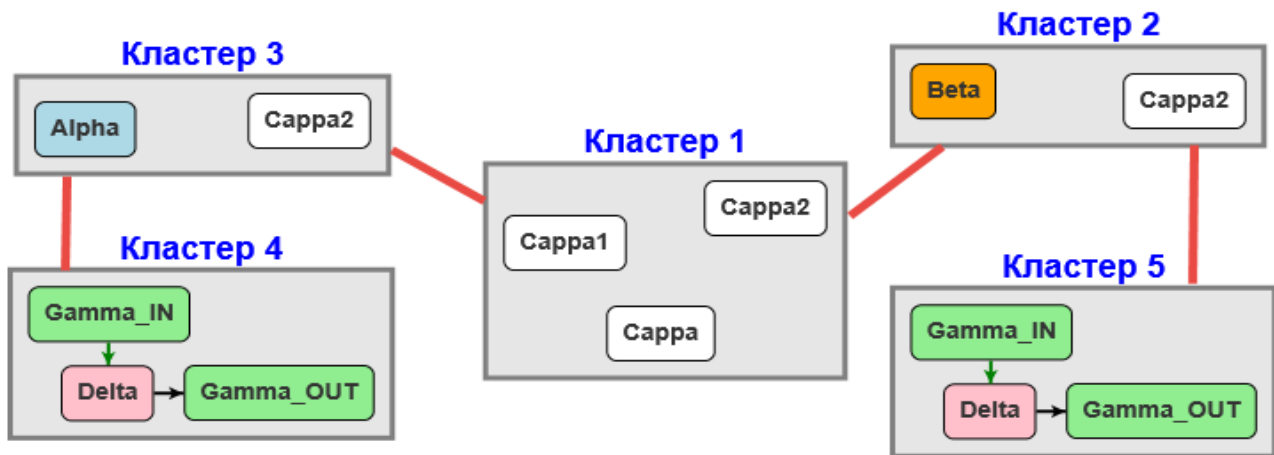 Кластер 3
Alpha
Cappa2
Кластер 4
Gamma_IN
Delta
Gamma_OUT
Кластер 1
Cappa2
Cappa1
Cappa
Кластер 2
Beta
Cappa2
Кластер 5
Gamma_IN
Delta
Gamma_OUT